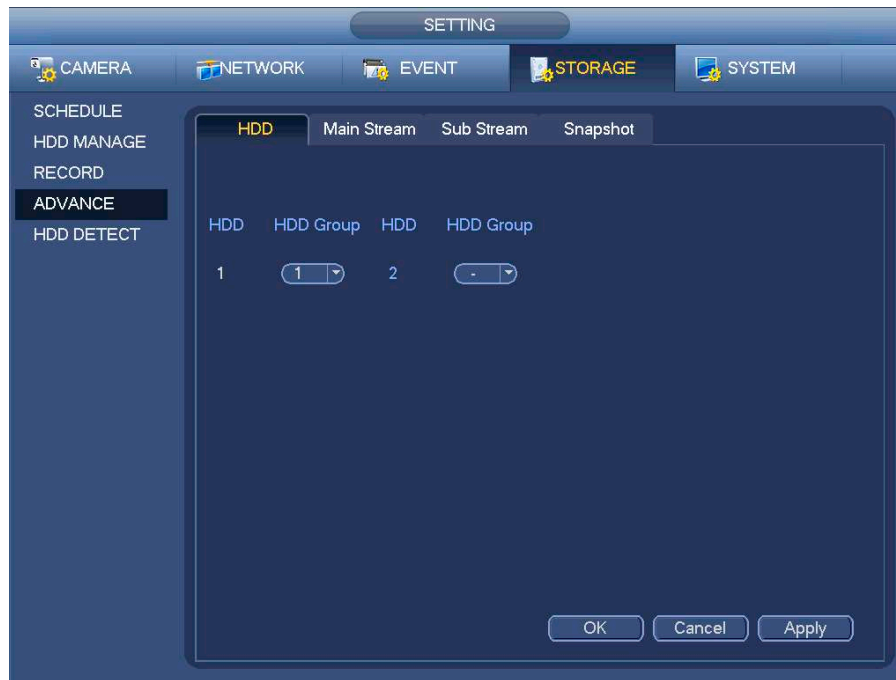 SETTING
CAMERA NETWORK EVENT STORAGE SYSTEM
SCHEDULE
HDD MANAGE
RECORD
ADVANCE
HDD DETECT
HDD Main Stream Sub Stream Snapshot
HDD HDD Group HDD HDD Group
1 1 2 -
OK Cancel Apply